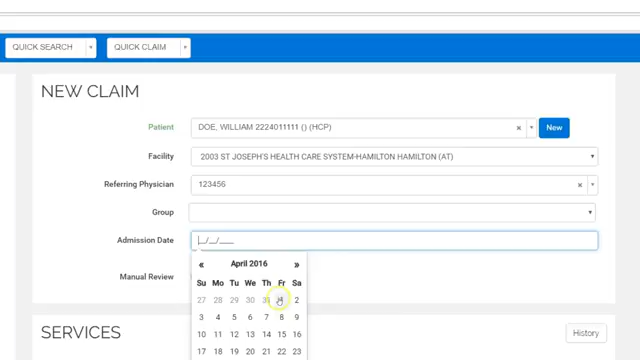 QUICK SEARCH QUICK CLAIM
NEW CLAIM
Patient DOE, WILLIAM 2224011111 () (HCP) New
Facility 2003 ST JOSEPH'S HEALTH CARE SYSTEM-HAMILTON HAMILTON (AT)
Referring Physician 123456
Group
Admission Date __/__/____
« April 2016 »
Manual Review
Su Mo Tu We Th Fr Sa
27 28 29 30 31 2
3 4 5 6 7 8 9
SERVICES History
10 11 12 13 14 15 16
17 18 19 20 21 22 23